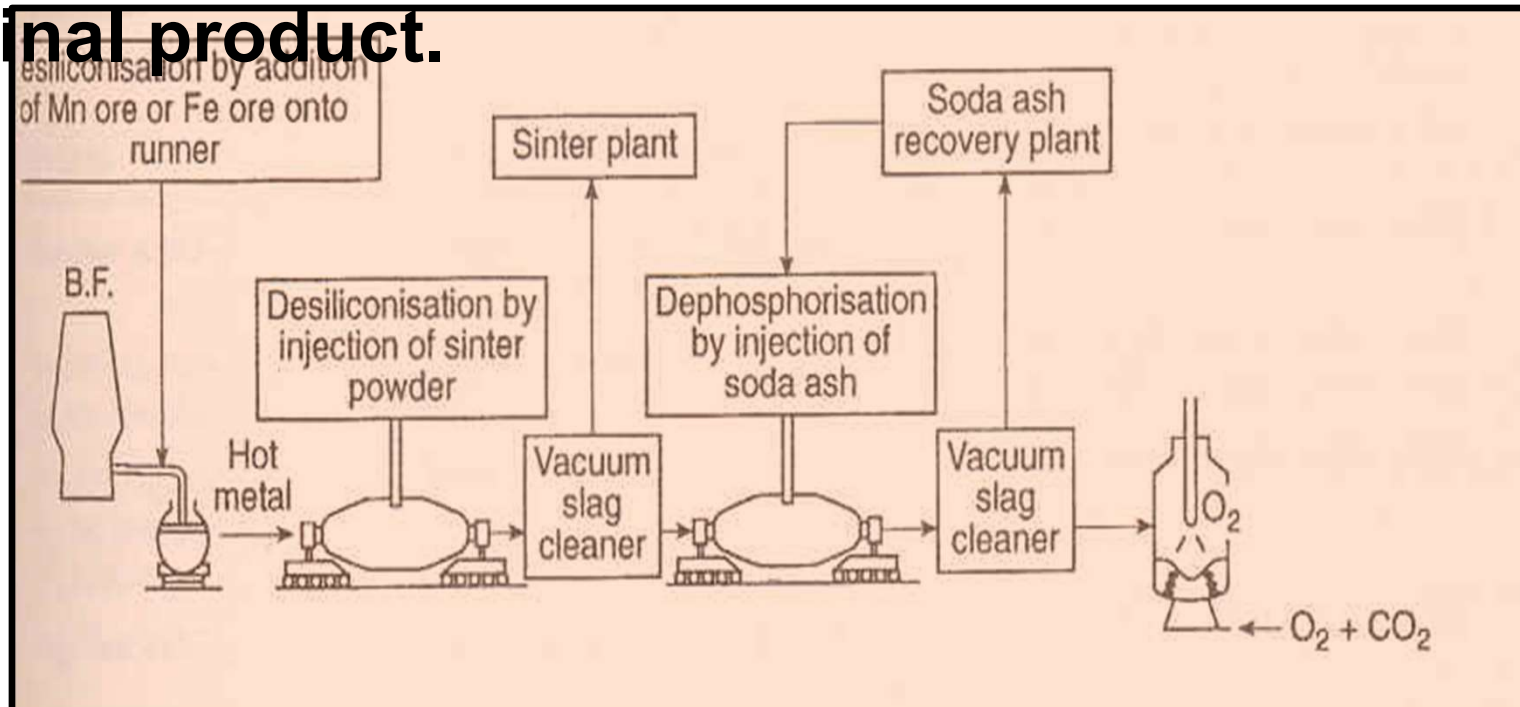 inal product.
esiliconisation by addition
of Mn ore or Fe ore onto
runner
Sinter plant
Soda ash
recovery plant
B.F.
Desiliconisation by
injection of sinter
powder
Dephosphorisation
by injection of
soda ash
Hot
metal
Vacuum
slag
cleaner
Vacuum
slag
cleaner
O₂
O₂ + CO₂